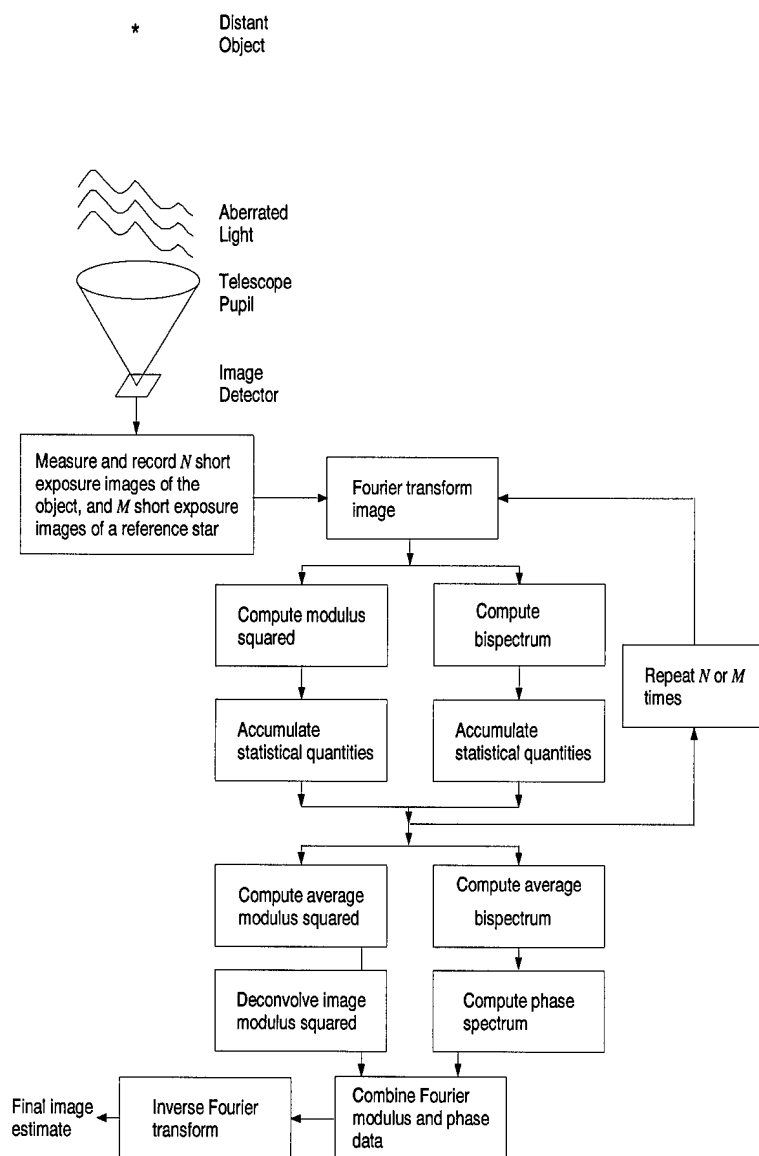 *
Distant
Object
Aberrated
Light
Telescope
Pupil
Image
Detector
Measure and record N short
exposure images of the
object, and M short exposure
images of a reference star
Fourier transform
image
Compute modulus
squared
Compute
bispectrum
Repeat N or M
times
Accumulate
statistical quantities
Accumulate
statistical quantities
Compute average
modulus squared
Compute average
bispectrum
Deconvolve image
modulus squared
Compute phase
spectrum
Final image
estimate
Inverse Fourier
transform
Combine Fourier
modulus and phase
data